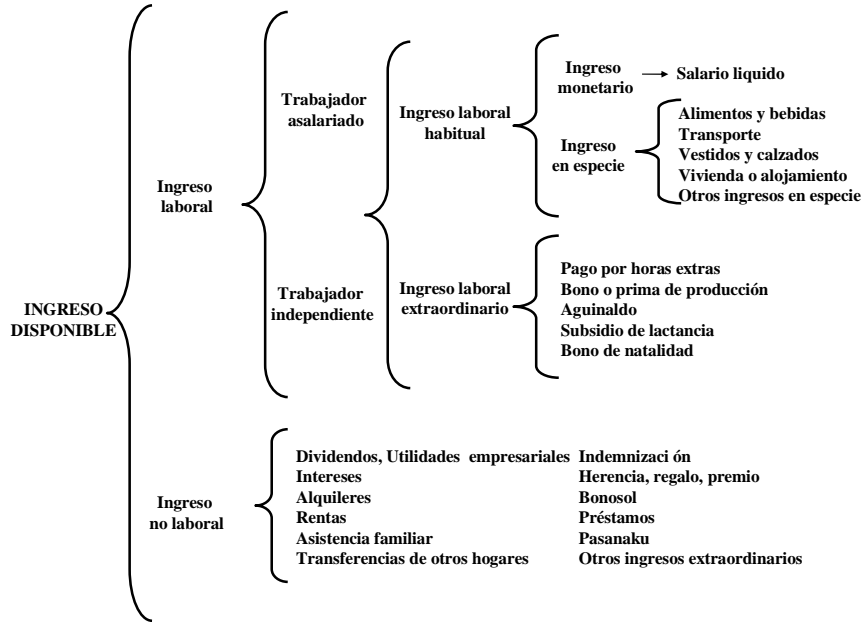 INGRESO
DISPONIBLE
Ingreso
laboral
Trabajador
asalariado
Trabajador
independiente
Ingreso laboral
habitual
Ingreso
monetario
Salario liquido
Ingreso
en especie
Alimentos y bebidas
Transporte
Vestidos y calzados
Vivienda o alojamiento
Otros ingresos en especie
Ingreso laboral
extraordinario
Pago por horas extras
Bono o prima de producción
Aguinaldo
Subsidio de lactancia
Bono de natalidad
Ingreso
no laboral
Dividendos, Utilidades empresariales
Intereses
Alquileres
Rentas
Asistencia familiar
Transferencias de otros hogares
Indemnizaci ón
Herencia, regalo, premio
Bonosol
Préstamos
Pasanaku
Otros ingresos extraordinarios